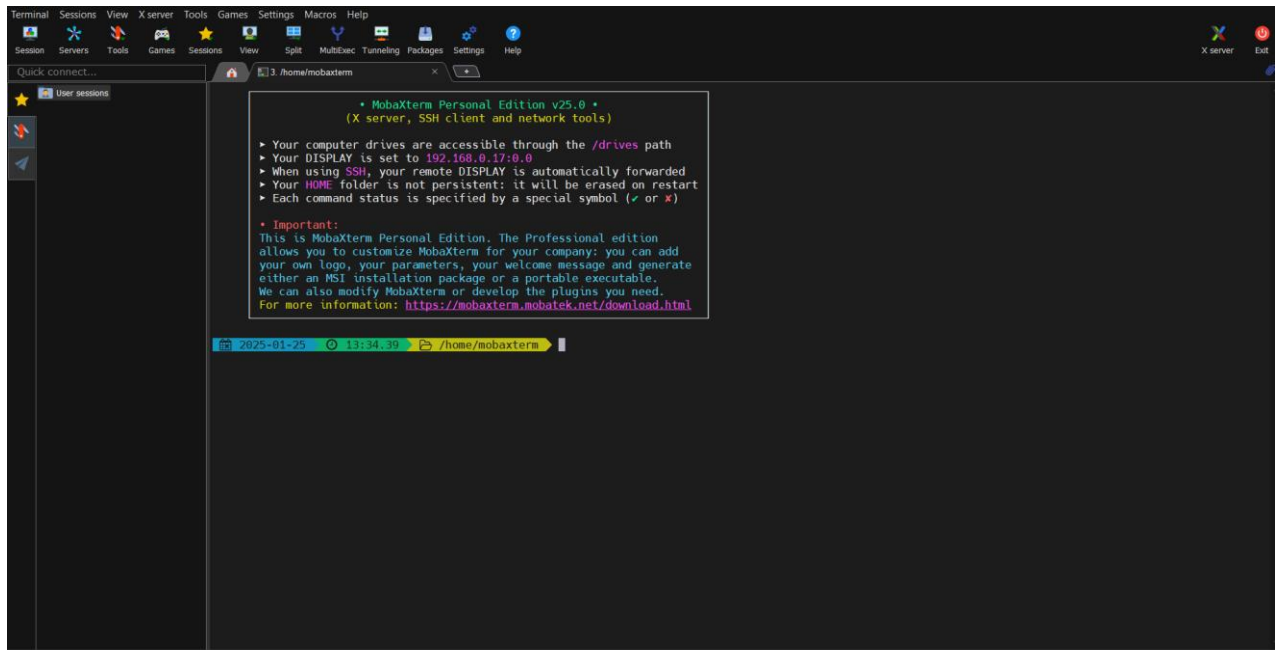 Terminal Sessions View X server Tools Games Settings Macros Help
Session Servers Tools Games Sessions View Split MultiExec Tunneling Packages Settings Help X server Exit
Quick connect...
3. /home/mobaxterm
User sessions
• MobaXterm Personal Edition v25.0 •
(X server, SSH client and network tools)
► Your computer drives are accessible through the /drives path
► Your DISPLAY is set to 192.168.0.17:0.0
► When using SSH, your remote DISPLAY is automatically forwarded
► Your HOME folder is not persistent: it will be erased on restart
► Each command status is specified by a special symbol (✔ or ✘)
• Important:
This is MobaXterm Personal Edition. The Professional edition
allows you to customize MobaXterm for your company: you can add
your own logo, your parameters, your welcome message and generate
either an MSI installation package or a portable executable.
We can also modify MobaXterm or develop the plugins you need.
For more information: https://mobaxterm.mobatek.net/download.html
2025-01-25 13:34.39 /home/mobaxterm